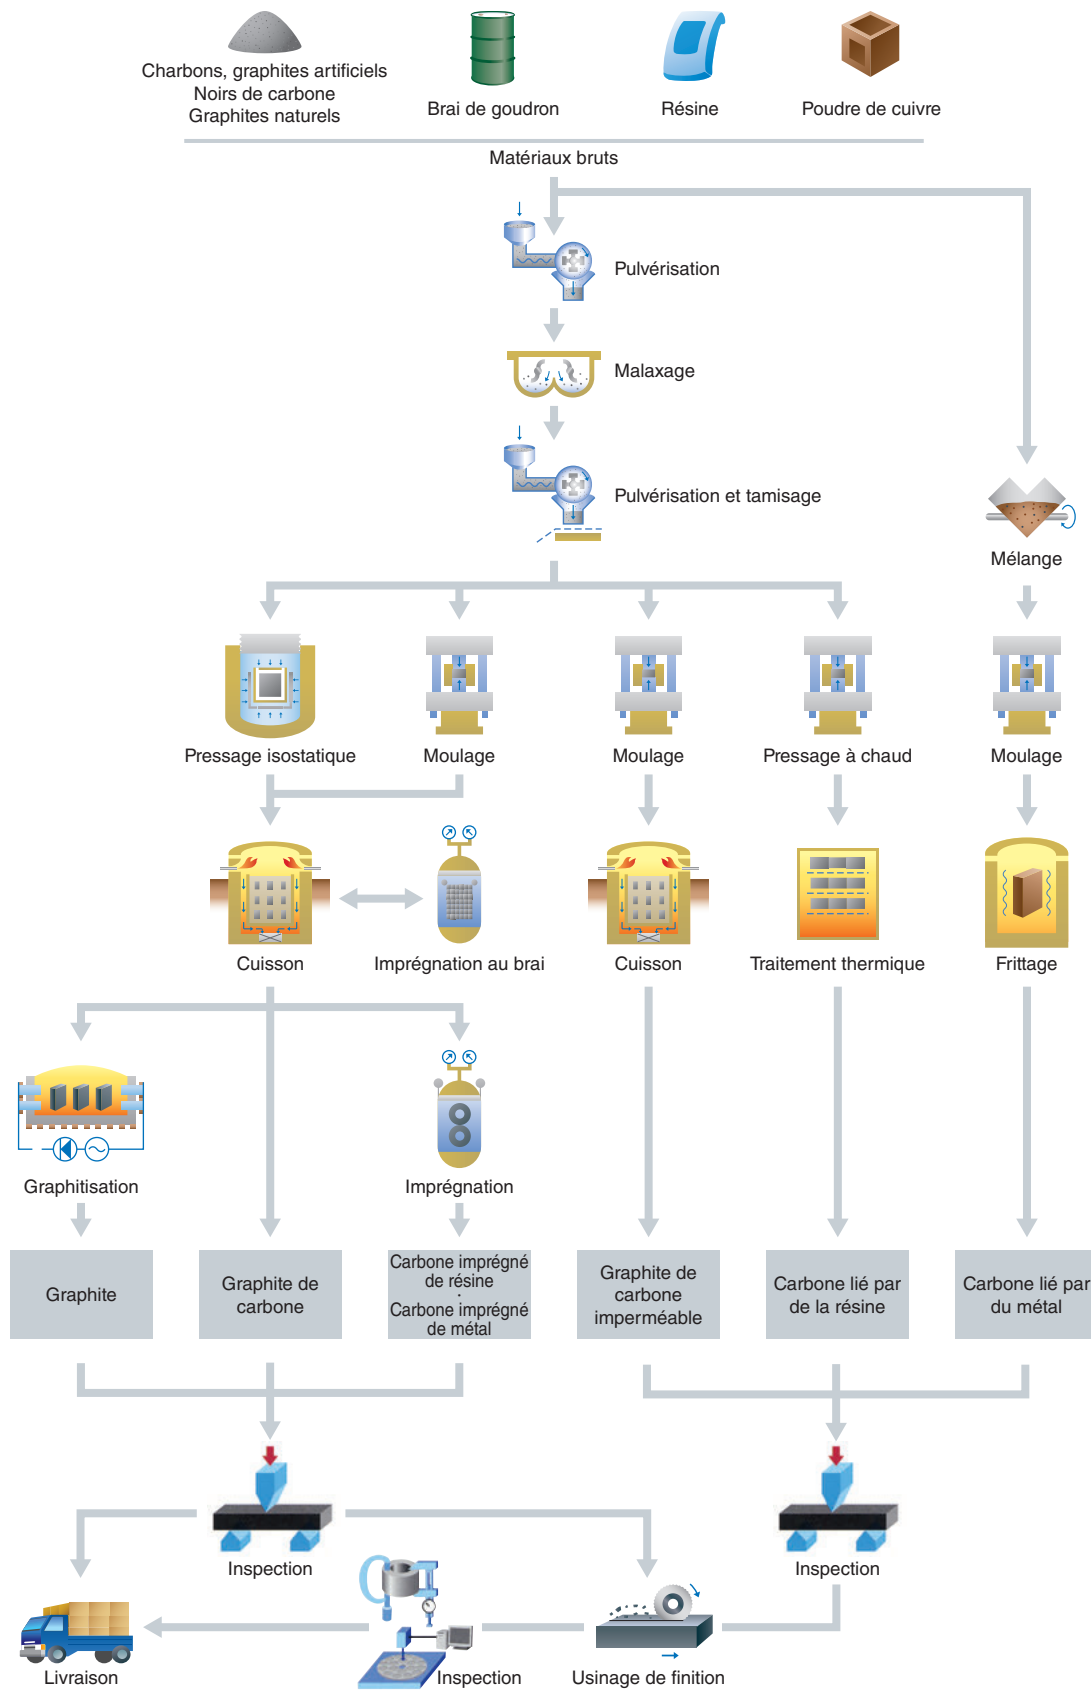 Charbons, graphites artificiels
Noirs de carbone
Graphites naturels
Brai de goudron
Résine
Poudre de cuivre
Matériaux bruts
Pulvérisation
Malaxage
Pulvérisation et tamisage
Mélange
Pressage isostatique
Moulage
Moulage
Pressage à chaud
Moulage
Cuisson
Imprégnation au brai
Cuisson
Traitement thermique
Frittage
Graphitisation
Imprégnation
Graphite
Graphite de
carbone
Carbone imprégné
de résine
·
Carbone imprégné
de métal
Graphite de
carbone
imperméable
Carbone lié par
de la résine
Carbone lié par
du métal
Inspection
Inspection
Livraison
Inspection
Usinage de finition